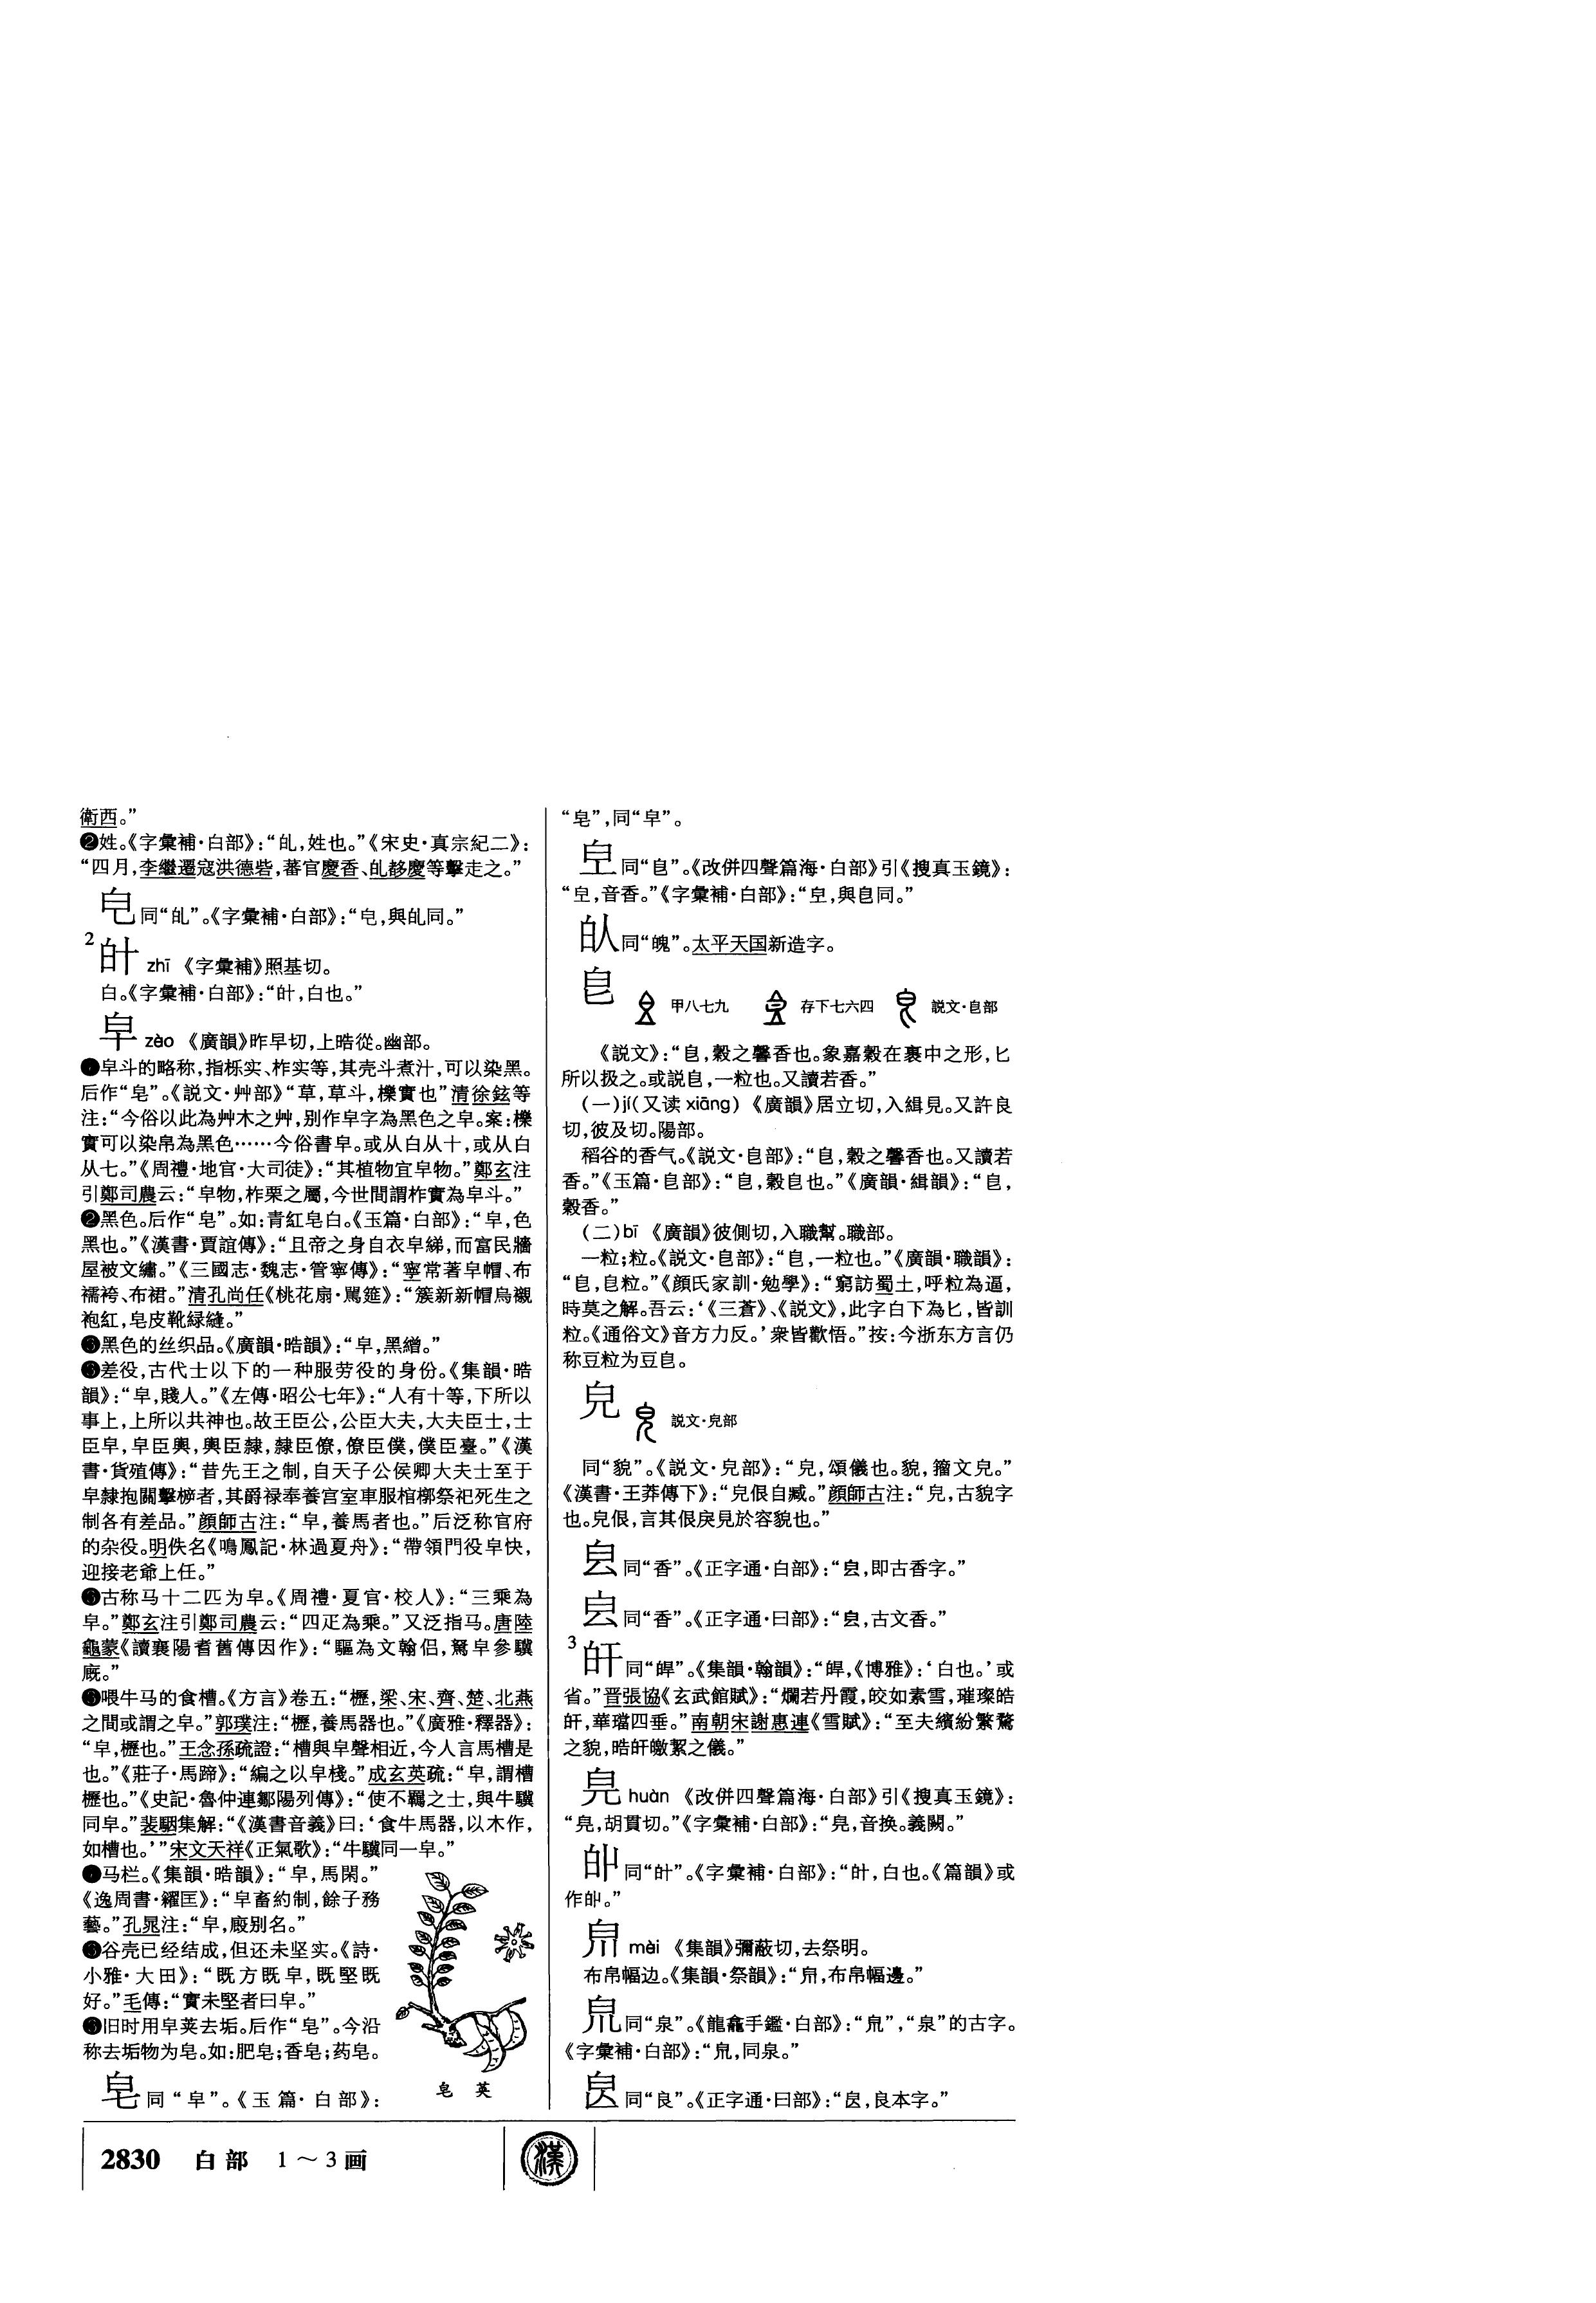 衛西。”
❷姓。《字彙補·白部》：“癿，姓也。”《宋史·真宗紀二》：
“四月，李繼遷寇洪德砦，蕃官慶香、癿移慶等擊走之。”
同“癿”。《字彙補·白部》：“，與癿同。”
2
zhī 《字彙補》照基切。
白。《字彙補·白部》：“，白也。”
皁 zào 《廣韻》昨早切，上晧從。幽部。
❶皁斗的略称，指栎实、柞实等，其壳斗煮汁，可以染黑。
后作“皂”。《説文·艸部》“草，草斗，櫟實也”清徐鉉等
注：“今俗以此為艸木之艸，别作皁字為黑色之皁。案：櫟
實可以染帛為黑色……今俗書皁。或从白从十，或从白
从七。”《周禮·地官·大司徒》：“其植物宜皁物。”鄭玄注
引鄭司農云：“皁物，柞栗之屬，今世間謂柞實為皁斗。”
❷黑色。后作“皂”。如：青紅皂白。《玉篇·白部》：“皁，色
黑也。”《漢書·賈誼傳》：“且帝之身自衣皁綈，而富民牆
屋被文繡。”《三國志·魏志·管寧傳》：“寧常著皁帽、布
襦袴、布裙。”清孔尚任《桃花扇·罵筵》：“簇新新帽烏襯
袍紅，皂皮靴緑縫。”
黑色的丝织品。《廣韻·晧韻》：“皁，黑繒。”
差役，古代士以下的一种服劳役的身份。《集韻·晧
韻》：“皁，賤人。”《左傳·昭公七年》：“人有十等，下所以
事上，上所以共神也。故王臣公，公臣大夫，大夫臣士，士
臣皁，皁臣輿，輿臣隸，隸臣僚，僚臣僕，僕臣臺。”《漢
書·貨殖傳》：“昔先王之制，自天子公侯卿大夫士至于
皁隸抱關擊㯯者，其爵禄奉養宫室車服棺槨祭祀死生之
制各有差品。”顔師古注：“皁，養馬者也。”后泛称官府
的杂役。明佚名《鳴鳳記·林過夏舟》：“帶領門役皁快，
迎接老爺上任。”
古称马十二匹为皁。《周禮·夏官·校人》：“三乘為
皁。”鄭玄注引鄭司農云：“四疋為乘。”又泛指马。唐陸
龜蒙《讀襄陽耆舊傳因作》：“驅為文翰侣，駑皁參驥
廐。”
喂牛马的食槽。《方言》卷五：“櫪，梁、宋、齊、楚、北燕
之間或謂之皁。”郭璞注：“櫪，養馬器也。”《廣雅·釋器》：
“皁，櫪也。”王念孫疏證：“槽與皁聲相近，今人言馬槽是
也。”《莊子·馬蹄》：“編之以皁棧。”成玄英疏：“皁，謂槽
櫪也。”《史記·魯仲連鄒陽列傳》：“使不羈之士，與牛驥
同皁。”裴駰集解：“《漢書音義》曰：‘食牛馬器，以木作，
如槽也。’”宋文天祥《正氣歌》：“牛驥同一皁。”
马栏。《集韻·晧韻》：“皁，馬閑。”
《逸周書·糴匡》：“皁畜約制，餘子務
藝。”孔晁注：“皁，廄别名。”
谷壳已经结成，但还未坚实。《詩·
小雅·大田》：“既方既皁，既堅既
好。”毛傳：“實未堅者曰皁。”
旧时用皁荚去垢。后作“皂”。今沿
称去垢物为皂。如：肥皂；香皂；药皂。
皂 荚
皂 同“皁”。《玉篇·白部》：
“皂”，同“皁”。
同“皀”。《改併四聲篇海·白部》引《搜真玉鏡》：
“，音香。”《字彙補·白部》：“，與皀同。”
同“魄”。太平天国新造字。
皀 甲八七九 存下七六四 説文·皀部
《説文》：“皀，穀之馨香也。象嘉穀在裹中之形，匕
所以扱之。或説皀，一粒也。又讀若香。”
（一）jí（又读 xiāng） 《廣韻》居立切，入緝見。又許良
切，彼及切。陽部。
稻谷的香气。《説文·皀部》：“皀，穀之馨香也。又讀若
香。”《玉篇·皀部》：“皀，穀皀也。”《廣韻·緝韻》：“皀，
穀香。”
（二）bī 《廣韻》彼側切，入職幫。職部。
一粒；粒。《説文·皀部》：“皀，一粒也。”《廣韻·職韻》：
“皀，皀粒。”《顔氏家訓·勉學》：“窮訪蜀土，呼粒為逼，
時莫之解。吾云：‘《三蒼》、《説文》，此字白下為匕，皆訓
粒。《通俗文》音方力反。’衆皆歡悟。”按：今浙东方言仍
称豆粒为豆皀。
皃 説文·皃部
同“貌”。《説文·皃部》：“皃，頌儀也。貌，籀文皃。”
《漢書·王莽傳下》：“皃佷自臧。”顔師古注：“皃，古貌字
也。皃佷，言其佷戾見於容貌也。”
同“香”。《正字通·白部》：“，即古香字。”
同“香”。《正字通·曰部》：“，古文香。”
3
皔 同“皔”。《集韻·翰韻》：“皔，《博雅》：‘白也。’或
省。”晋張協《玄武館賦》：“爛若丹霞，皎如素雪，璀璨皓
，華璫四垂。”南朝宋謝惠連《雪賦》：“至夫繽紛繁騖
之貌，晧皦絜之儀。”
huàn 《改併四聲篇海·白部》引《搜真玉鏡》：
“，胡貫切。”《字彙補·白部》：“，音换。義闕。”
同“”。《字彙補·白部》：“，白也。《篇韻》或
作。”
mèi 《集韻》彌蔽切，去祭明。
布帛幅边。《集韻·祭韻》：“，布帛幅邊。”
同“泉”。《龍龕手鑑·白部》：“”，“泉”的古字。
《字彙補·白部》：“，同泉。”
同“良”。《正字通·曰部》：“，良本字。”
2830 白部 1～3画
漢